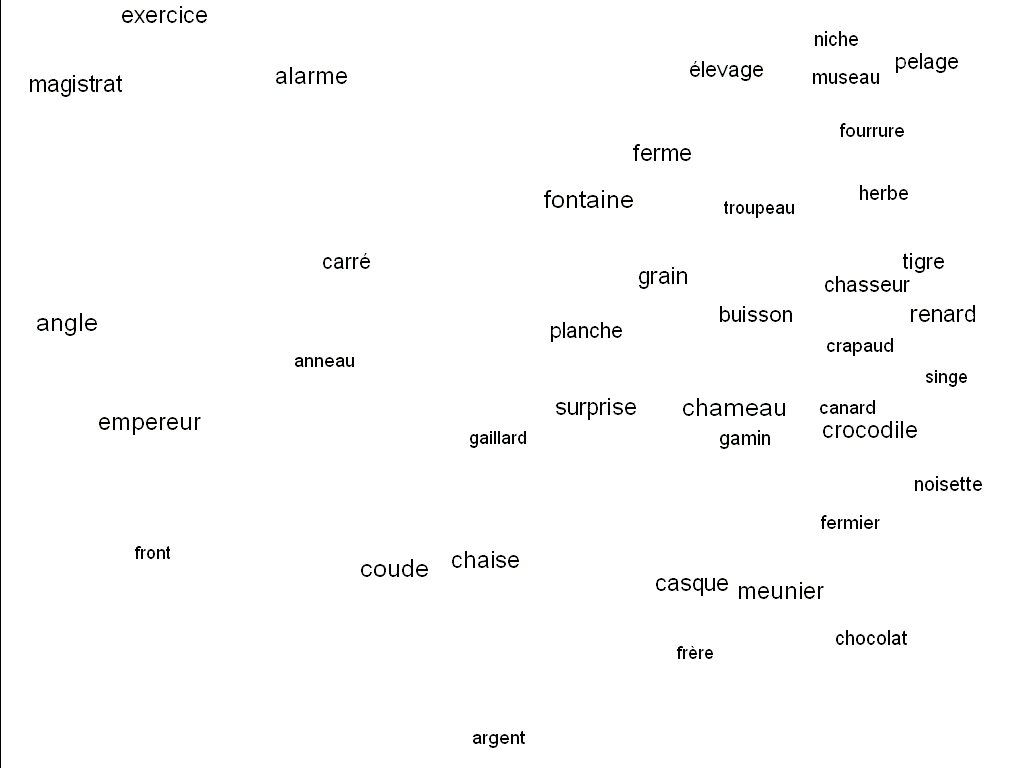 exercice
niche
pelage
élevage
museau
alarme
magistrat
fourrure
ferme
herbe
fontaine
troupeau
carré
tigre
grain
chasseur
buisson
renard
angle
planche
crapaud
anneau
singe
surprise
chameau
canard
empereur
crocodile
gaillard
gamin
noisette
fermier
front
chaise
coude
casque
meunier
chocolat
frère
argent